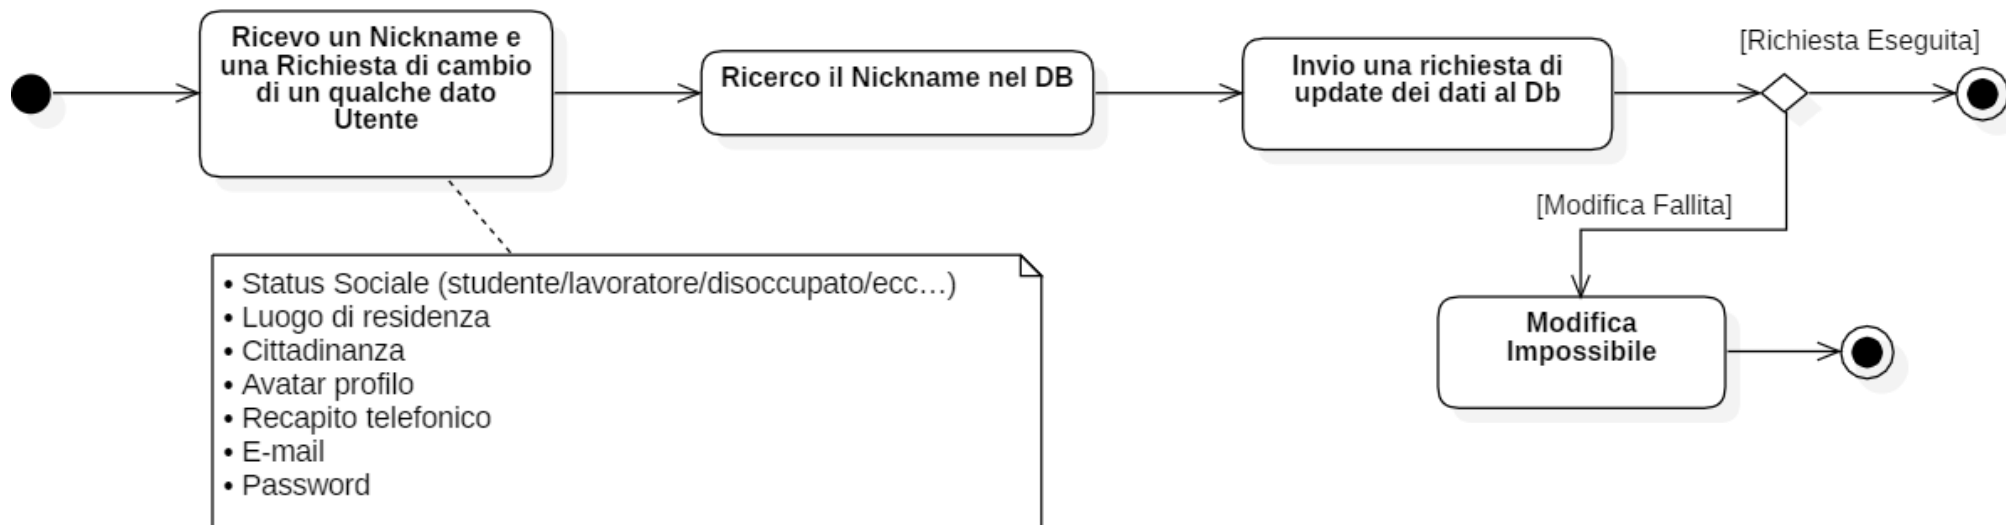 Ricevo un Nickname e
una Richiesta di cambio
di un qualche dato
Utente
Ricerco il Nickname nel DB
Invio una richiesta di
update dei dati al Db
[Richiesta Eseguita]
[Modifica Fallita]
Modifica
Impossibile
• Status Sociale (studente/lavoratore/disoccupato/ecc…)
• Luogo di residenza
• Cittadinanza
• Avatar profilo
• Recapito telefonico
• E-mail
• Password